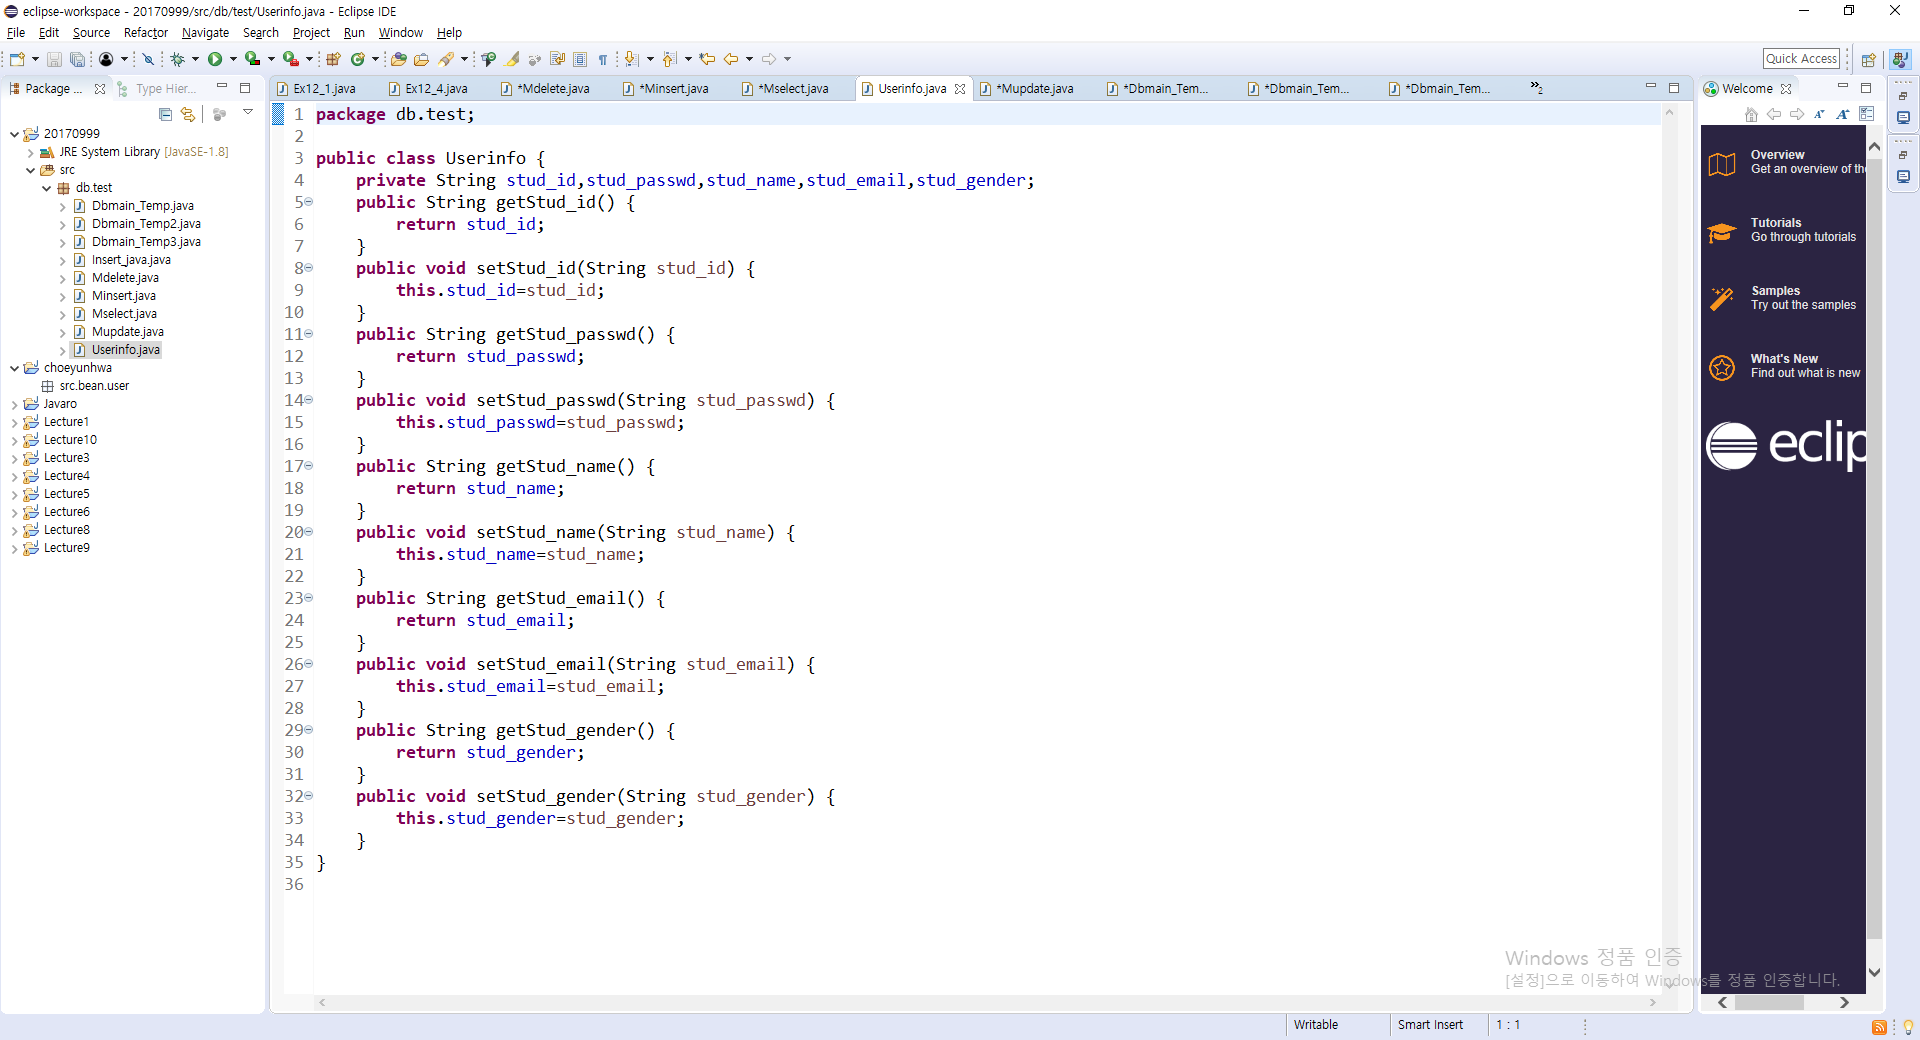 eclipse-workspace - 20170999/src/db/test/Userinfo.java - Eclipse IDE
File Edit Source Refactor Navigate Search Project Run Window Help
Quick Access
Package ... Type Hier...
Ex12_1.java Ex12_4.java *Mdelete.java *Minsert.java *Mselect.java Userinfo.java *Mupdate.java *Dbmain_Tem... *Dbmain_Tem... *Dbmain_Tem... »2
Welcome
20170999
JRE System Library [JavaSE-1.8]
src
db.test
Dbmain_Temp.java
Dbmain_Temp2.java
Dbmain_Temp3.java
Insert_java.java
Mdelete.java
Minsert.java
Mselect.java
Mupdate.java
Userinfo.java
choeyunhwa
src.bean.user
Javaro
Lecture1
Lecture10
Lecture3
Lecture4
Lecture5
Lecture6
Lecture8
Lecture9
1 package db.test;
2
3 public class Userinfo {
4     private String stud_id,stud_passwd,stud_name,stud_email,stud_gender;
5     public String getStud_id() {
6         return stud_id;
7     }
8     public void setStud_id(String stud_id) {
9         this.stud_id=stud_id;
10     }
11     public String getStud_passwd() {
12         return stud_passwd;
13     }
14     public void setStud_passwd(String stud_passwd) {
15         this.stud_passwd=stud_passwd;
16     }
17     public String getStud_name() {
18         return stud_name;
19     }
20     public void setStud_name(String stud_name) {
21         this.stud_name=stud_name;
22     }
23     public String getStud_email() {
24         return stud_email;
25     }
26     public void setStud_email(String stud_email) {
27         this.stud_email=stud_email;
28     }
29     public String getStud_gender() {
30         return stud_gender;
31     }
32     public void setStud_gender(String stud_gender) {
33         this.stud_gender=stud_gender;
34     }
35 }
36
Overview
Get an overview of the
Tutorials
Go through tutorials
Samples
Try out the samples
What's New
Find out what is new
eclip
Windows 정품 인증
[설정]으로 이동하여 Windows를 정품 인증합니다.
Writable Smart Insert 1 : 1